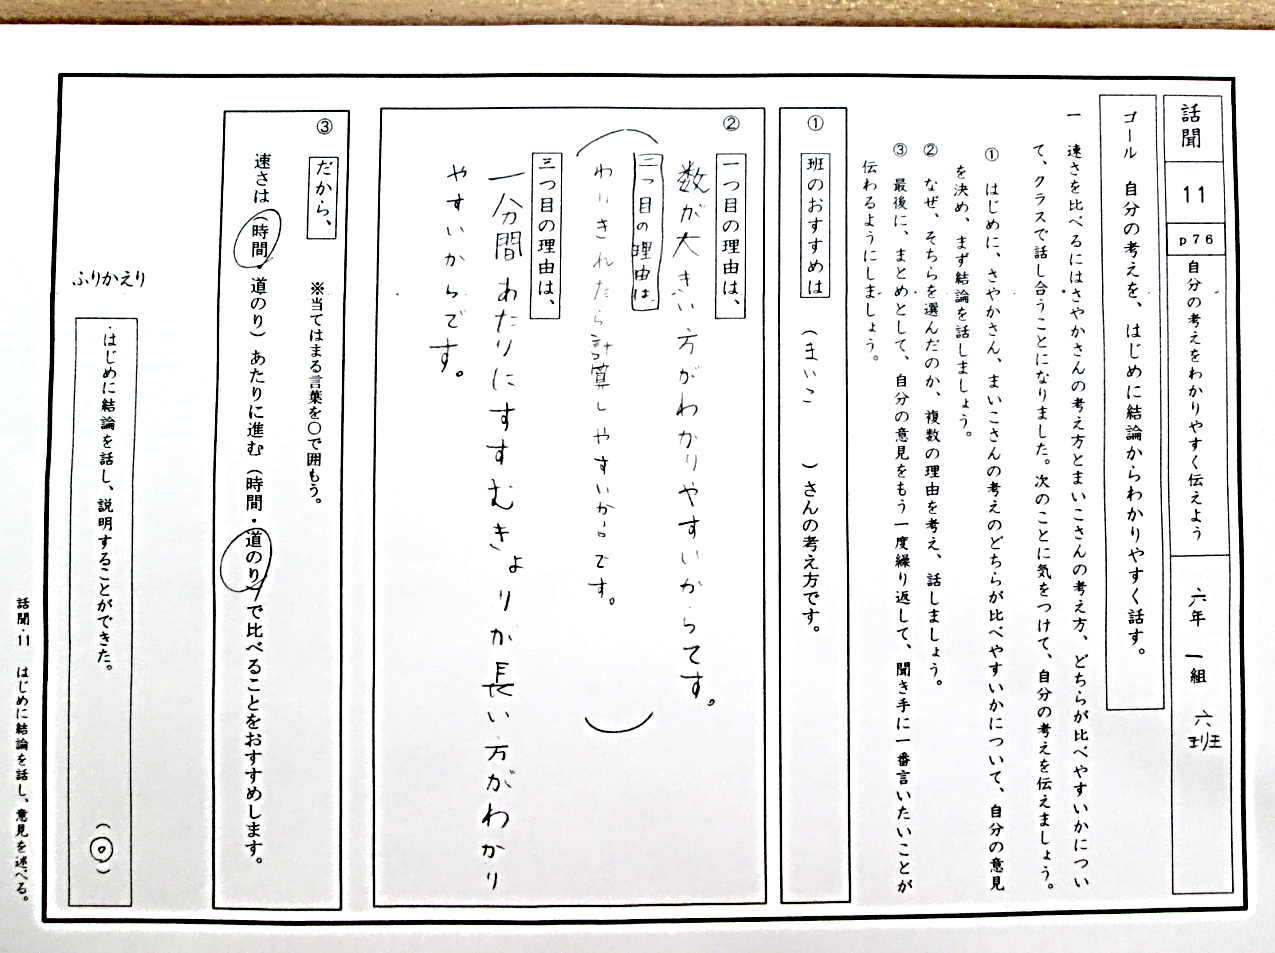 話聞
11
p76
自分の考えをわかりやすく伝えよう
六年 一組 六班
ゴール 自分の考えを、はじめに結論からわかりやすく話す。
一 速さを比べるにはさやかさんの考え方とまいこさんの考え方、どちらが比べやすいかについ
て、クラスで話し合うことになりました。次のことに気をつけて、自分の考えを伝えましょう。
① はじめに、さやかさん、まいこさんの考えのどちらが比べやすいかについて、自分の意見
を決め、まず結論を話しましょう。
② なぜ、そちらを選んだのか、複数の理由を考え、話しましょう。
③ 最後に、まとめとして、自分の意見をもう一度繰り返して、聞き手に一番言いたいことが
伝わるようにしましょう。
① 班のおすすめは (まいこ )さんの考え方です。
② 一つ目の理由は、
数が大きい方がわかりやすいからです。
二つ目の理由は、
(わりきれたら計算しやすいからです。)
三つ目の理由は、
一分間あたりにすすむきょりが長い方がわかり
やすいからです。
③ だから、 ※当てはまる言葉を○で囲もう。
速さは(時間・道のり)あたりに進む(時間・道のり)で比べることをおすすめします。
ふりかえり
・はじめに結論を話し、説明することができた。 (◎)
話聞・11 はじめに結論を話し、意見を述べる。